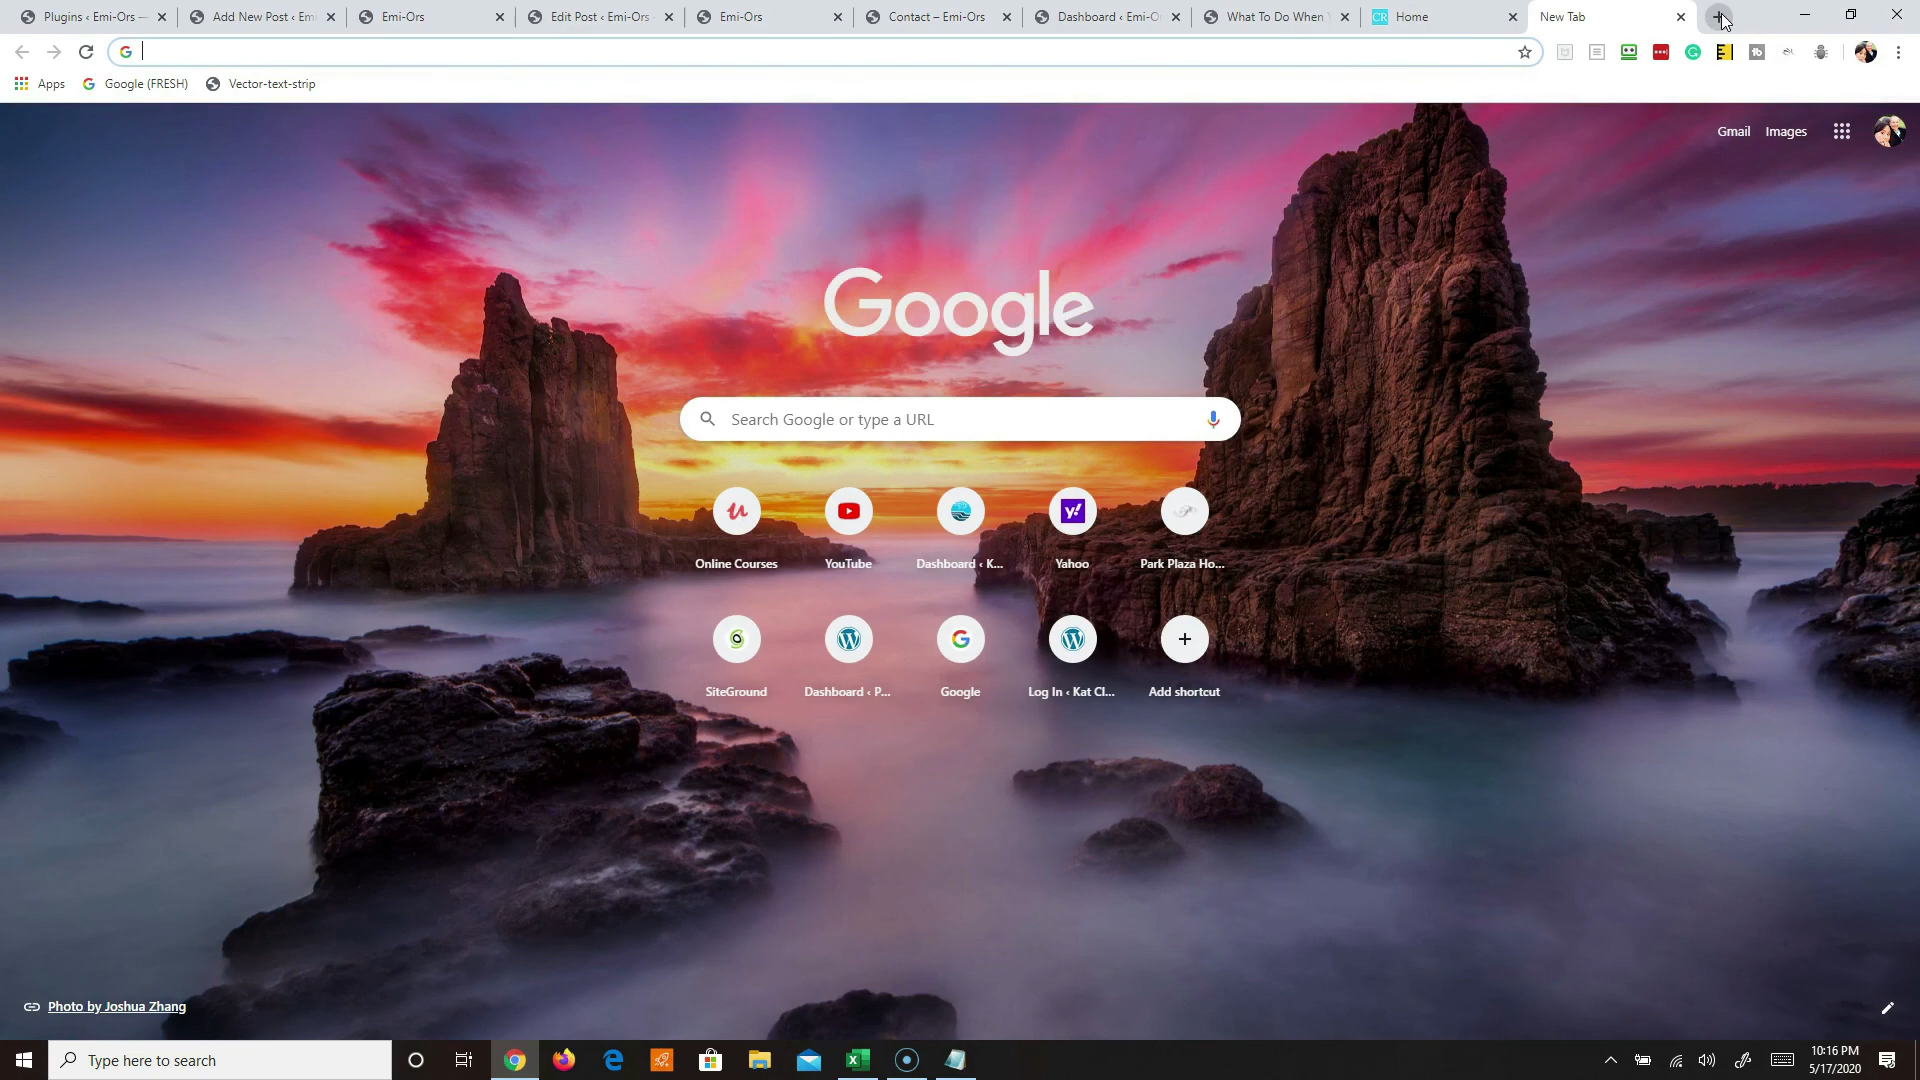 Plugins ‹ Emi-Ors —
Add New Post ‹ Emi
Emi-Ors
Edit Post ‹ Emi-Ors
Emi-Ors
Contact – Emi-Ors
Dashboard ‹ Emi-O
What To Do When
CR Home
New Tab
Apps
Google (FRESH)
Vector-text-strip
Gmail
Images
Google
Search Google or type a URL
Online Courses
YouTube
Dashboard ‹ K...
Yahoo
Park Plaza Ho...
SiteGround
Dashboard ‹ P...
Google
Log In ‹ Kat Cl...
Add shortcut
Photo by Joshua Zhang
Type here to search
10:16 PM
5/17/2020